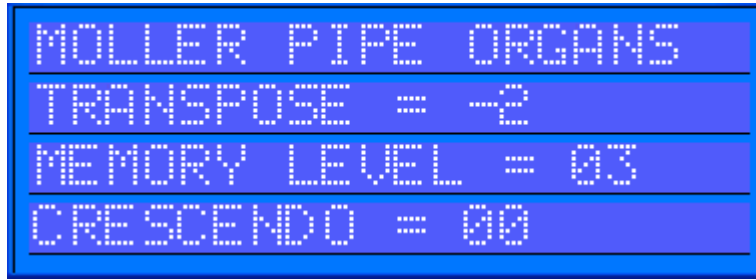 MOLLER PIPE ORGANS
TRANSPOSE = -2
MEMORY LEVEL = 03
CRESCENDO = 00